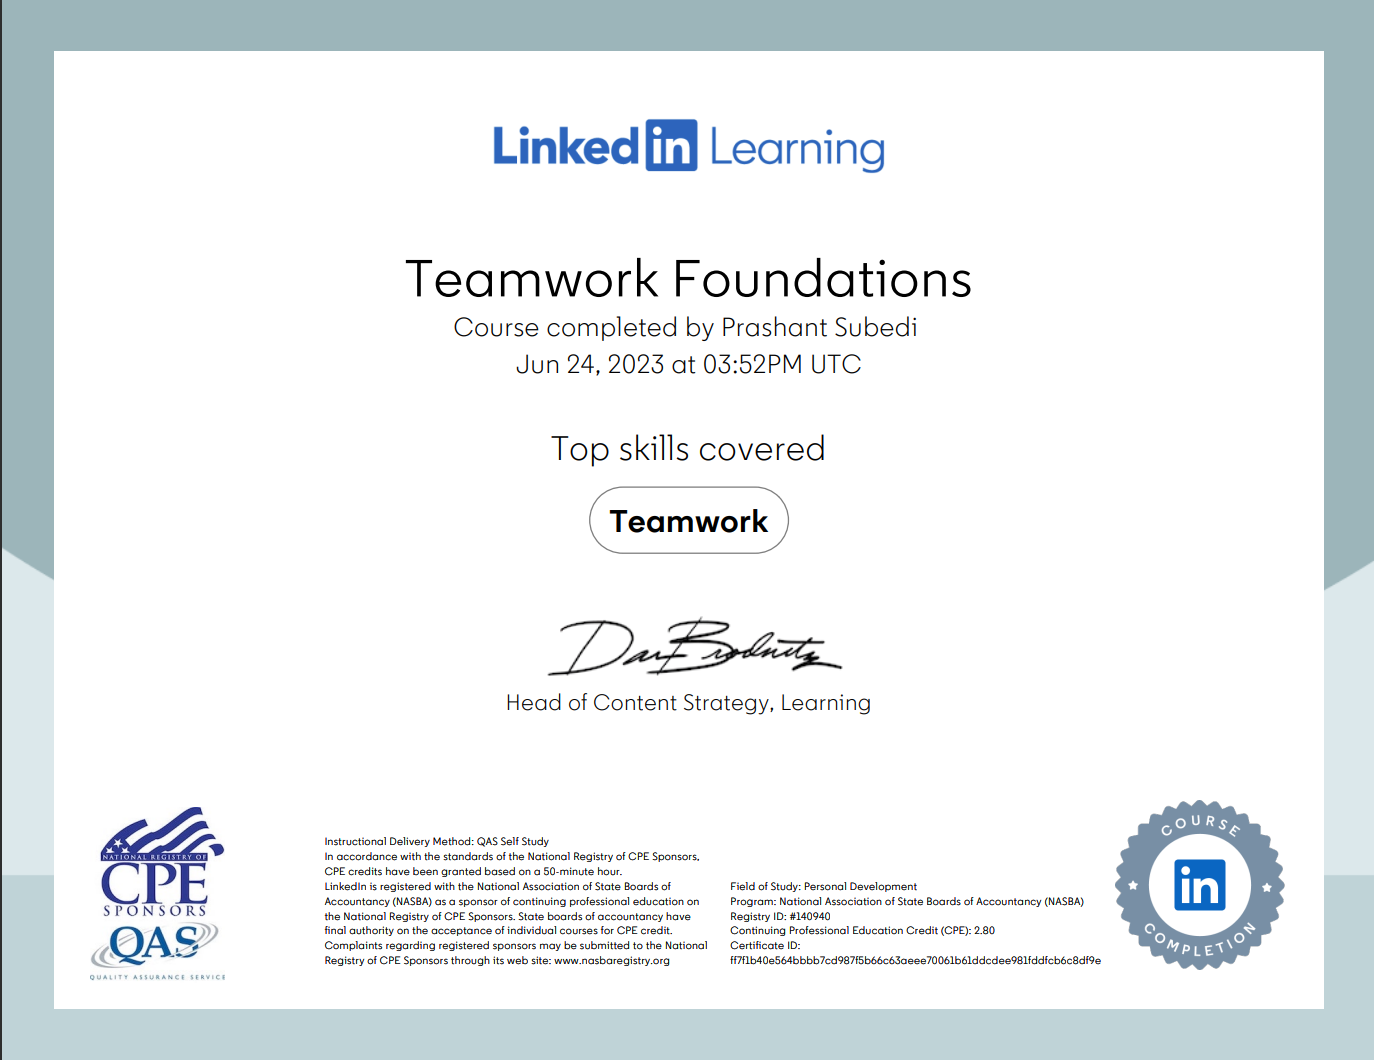 LinkedIn Learning
Teamwork Foundations
Course completed by Prashant Subedi
Jun 24, 2023 at 03:52PM UTC
Top skills covered
Teamwork
Dan Brodnitz
Head of Content Strategy, Learning
NATIONAL REGISTRY OF
CPE
SPONSORS
QAS
QUALITY ASSURANCE SERVICE
Instructional Delivery Method: QAS Self Study
In accordance with the standards of the National Registry of CPE Sponsors,
CPE credits have been granted based on a 50-minute hour.
LinkedIn is registered with the National Association of State Boards of
Accountancy (NASBA) as a sponsor of continuing professional education on
the National Registry of CPE Sponsors. State boards of accountancy have
final authority on the acceptance of individual courses for CPE credit.
Complaints regarding registered sponsors may be submitted to the National
Registry of CPE Sponsors through its web site: www.nasbaregistry.org
Field of Study: Personal Development
Program: National Association of State Boards of Accountancy (NASBA)
Registry ID: #140940
Continuing Professional Education Credit (CPE): 2.80
Certificate ID:
ff7f1b40e564bbbb7cd987f5b66c63aeee70061b61ddcdee981fddfcb6c8df9e
COURSE
in
COMPLETION